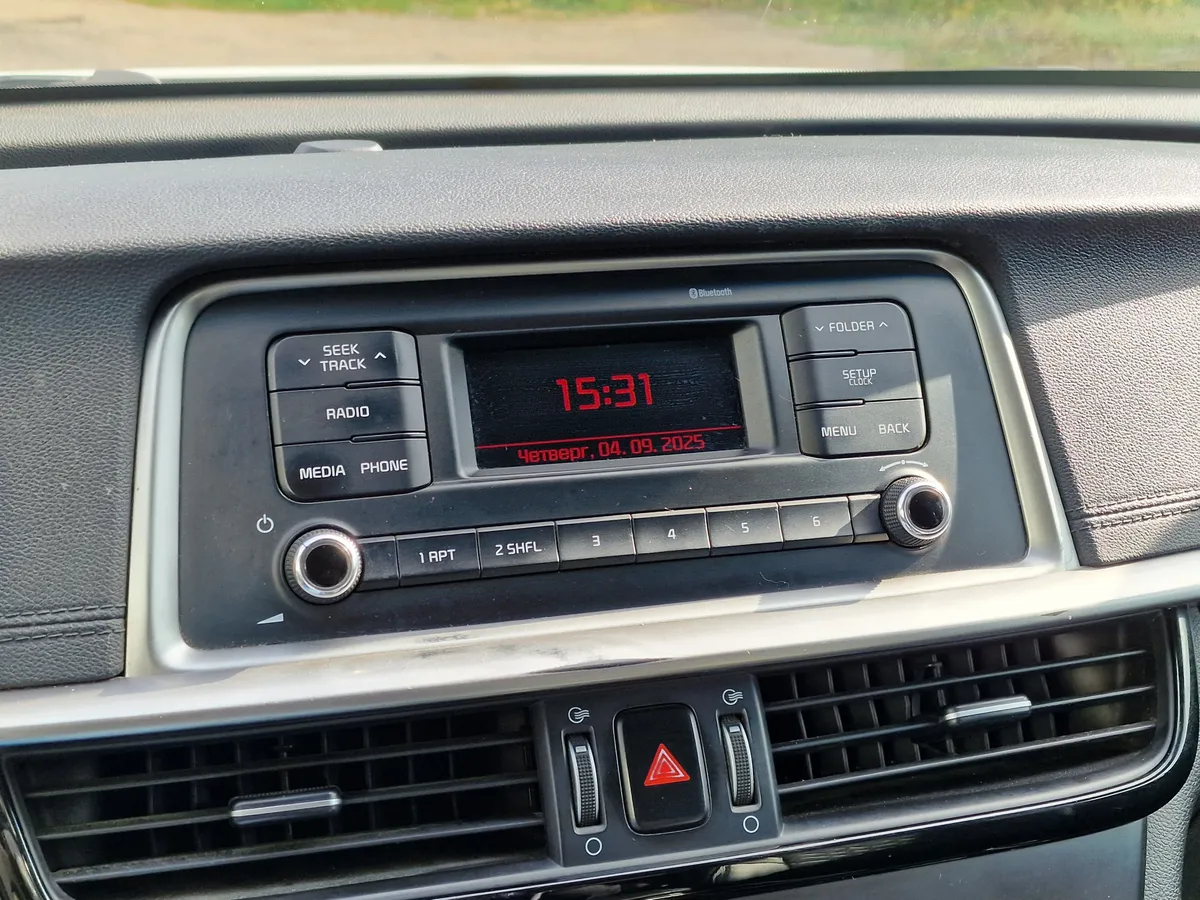 Bluetooth
SEEK
TRACK
RADIO
MEDIA PHONE
15:31
Четверг, 04. 09. 2025
FOLDER
SETUP
CLOCK
MENU BACK
1 RPT
2 SHFL
3
4
5
6